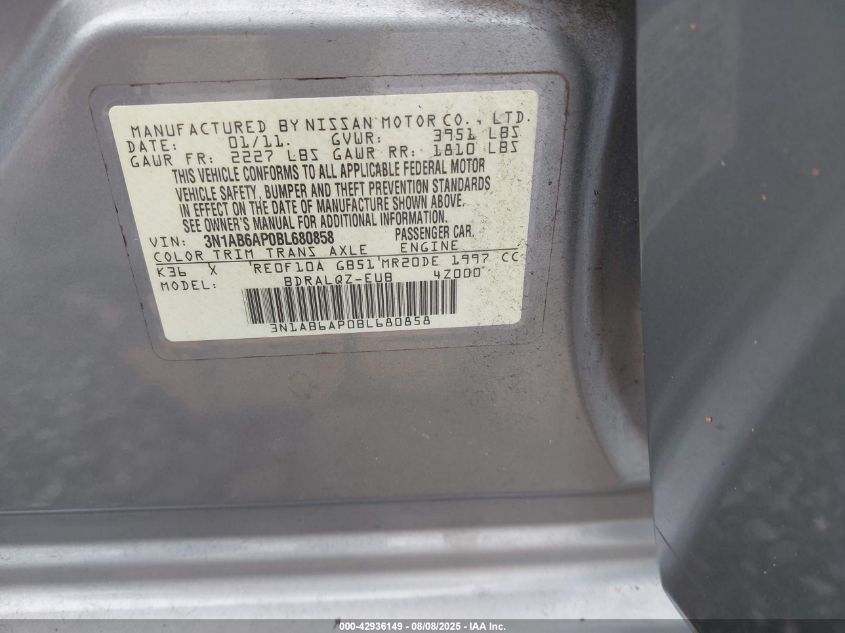 MANUFACTURED BY NISSAN MOTOR CO., LTD.
DATE: 01/11. GVWR: 3951 LBS
GAWR FR: 2227 LBS GAWR RR: 1810 LBS
THIS VEHICLE CONFORMS TO ALL APPLICABLE FEDERAL MOTOR
VEHICLE SAFETY, BUMPER AND THEFT PREVENTION STANDARDS
IN EFFECT ON THE DATE OF MANUFACTURE SHOWN ABOVE.
SEE OWNER'S MANUAL FOR ADDITIONAL INFORMATION.
VIN: 3N1AB6AP0BL680858 PASSENGER CAR.
COLOR TRIM TRANS AXLE ENGINE
K36 X RE0F10A GB51 MR20DE 1997 CC
MODEL: BDRALQZ-EUB 4Z000
3N1AB6AP0BL680858
000-42936149 - 08/08/2025 - IAA Inc.